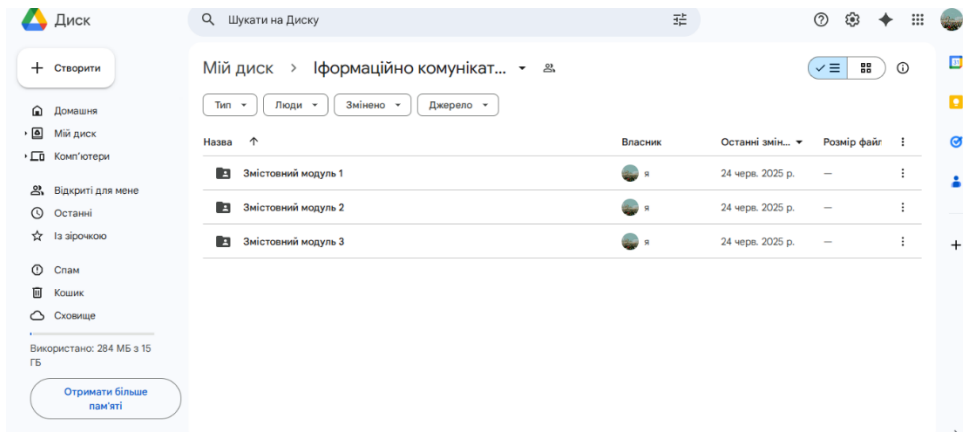 Диск
Шукати на Диску
Створити
Мій диск > Іформаційно комунікат...
Тип Люди Змінено Джерело
Домашня
Мій диск
Комп'ютери
Відкриті для мене
Останні
Із зірочкою
Спам
Кошик
Сховище
Використано: 284 МБ з 15
ГБ
Отримати більше
пам'яті
Назва Власник Останні змін... Розмір файл
Змістовний модуль 1 я 24 черв. 2025 р. —
Змістовний модуль 2 я 24 черв. 2025 р. —
Змістовний модуль 3 я 24 черв. 2025 р. —